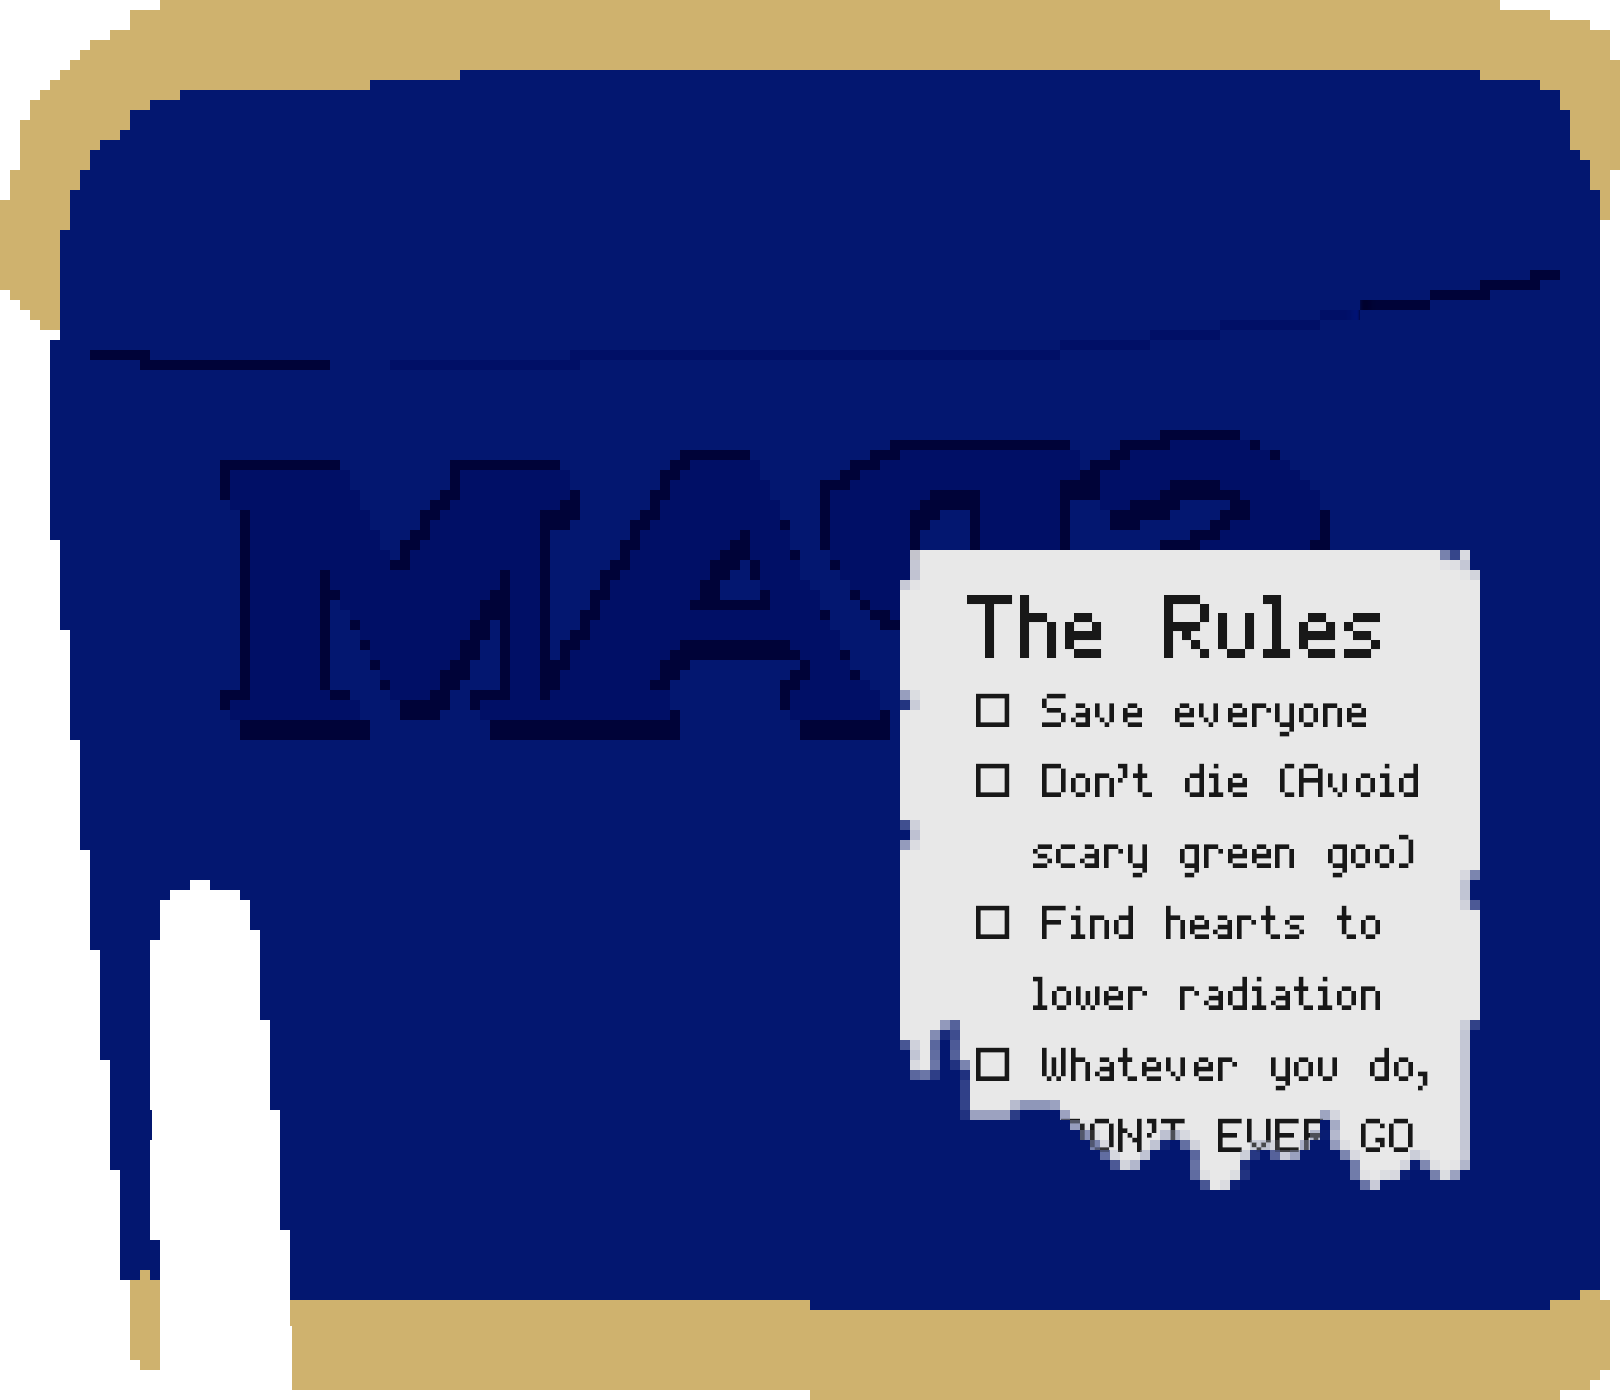 The Rules
☐ Save everyone
☐ Don't die (Avoid
scary green goo)
☐ Find hearts to
lower radiation
☐ Whatever you do,
DON'T EVER GO